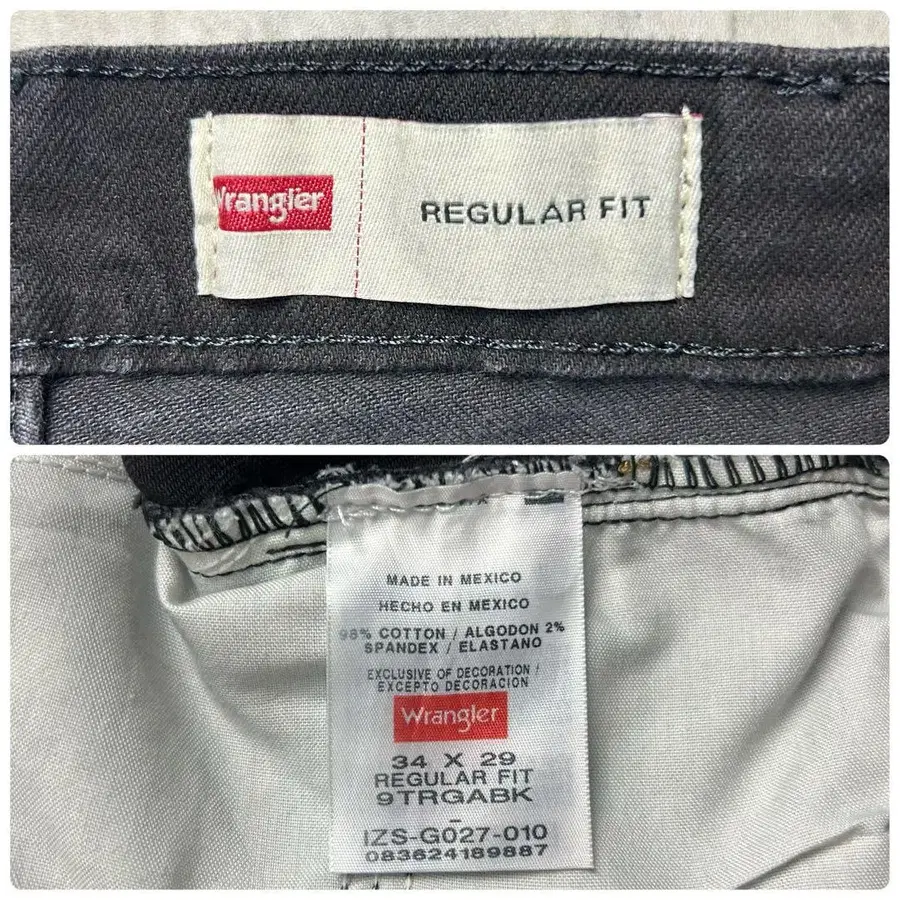 Wrangler
REGULAR FIT
MADE IN MEXICO
HECHO EN MEXICO
98% COTTON / ALGODON 2%
SPANDEX / ELASTANO
EXCLUSIVE OF DECORATION /
EXCEPTO DECORACION
Wrangler
34 X 29
REGULAR FIT
9TRGABK
-
IZS-G027-010
083624189887